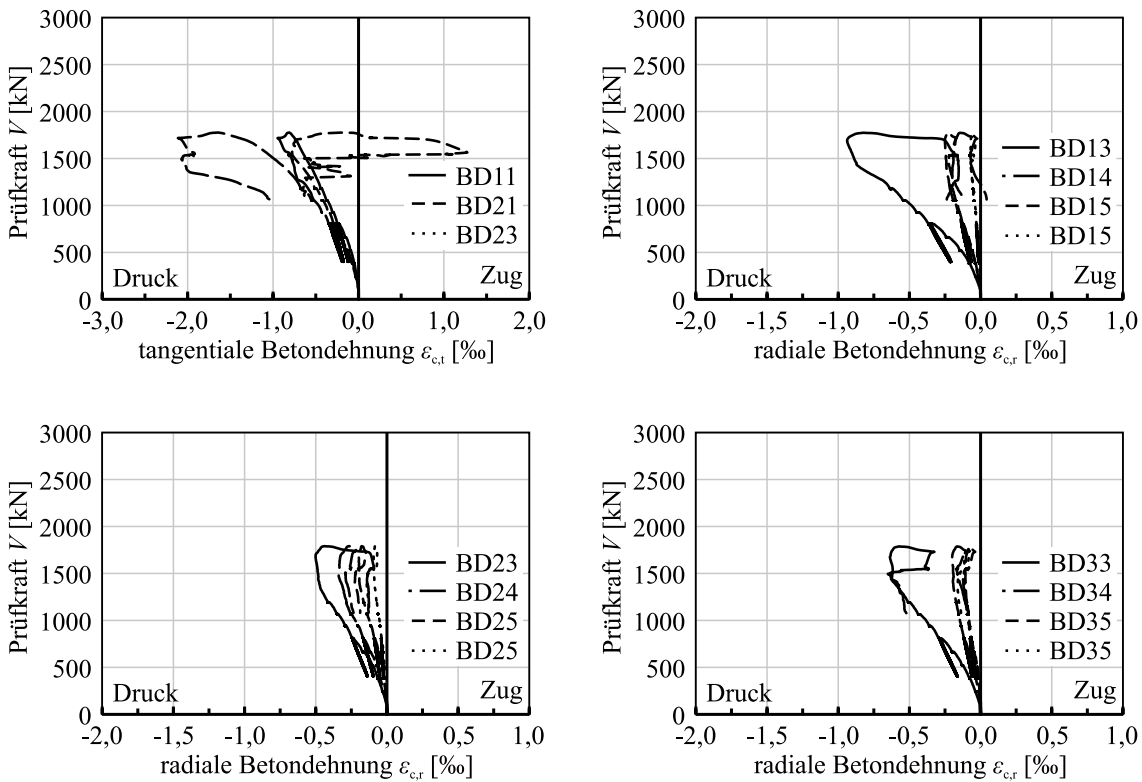 3000
2500
2000
1500
1000
500
0
Prüfkraft V [kN]
BD11
BD21
BD23
Druck
Zug
-3,0 -2,0 -1,0 0,0 1,0 2,0
tangentiale Betondehnung εc,t [‰]
3000
2500
2000
1500
1000
500
0
Prüfkraft V [kN]
BD13
BD14
BD15
BD15
Druck
Zug
-2,0 -1,5 -1,0 -0,5 0,0 0,5 1,0
radiale Betondehnung εc,r [‰]
3000
2500
2000
1500
1000
500
0
Prüfkraft V [kN]
BD23
BD24
BD25
BD25
Druck
Zug
-2,0 -1,5 -1,0 -0,5 0,0 0,5 1,0
radiale Betondehnung εc,r [‰]
3000
2500
2000
1500
1000
500
0
Prüfkraft V [kN]
BD33
BD34
BD35
BD35
Druck
Zug
-2,0 -1,5 -1,0 -0,5 0,0 0,5 1,0
radiale Betondehnung εc,r [‰]